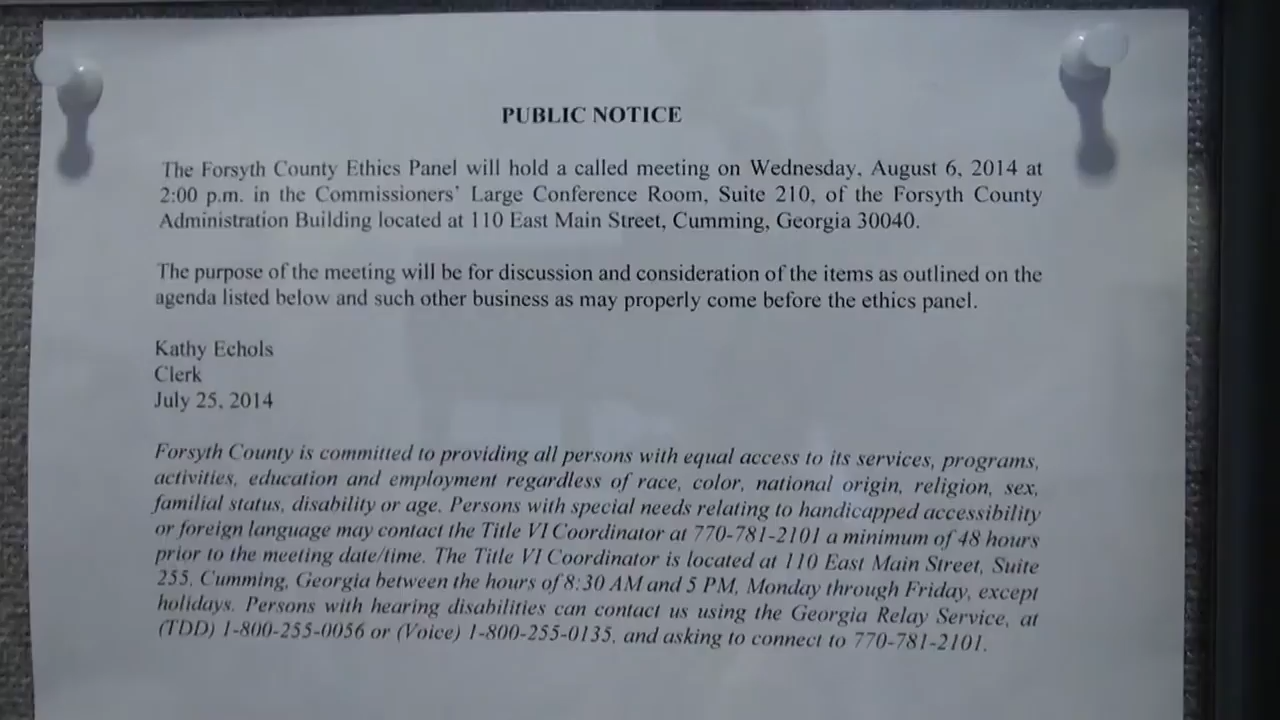 PUBLIC NOTICE
The Forsyth County Ethics Panel will hold a called meeting on Wednesday, August 6, 2014 at
2:00 p.m. in the Commissioners' Large Conference Room, Suite 210, of the Forsyth County
Administration Building located at 110 East Main Street, Cumming, Georgia 30040.
The purpose of the meeting will be for discussion and consideration of the items as outlined on the
agenda listed below and such other business as may properly come before the ethics panel.
Kathy Echols
Clerk
July 25, 2014
Forsyth County is committed to providing all persons with equal access to its services, programs,
activities, education and employment regardless of race, color, national origin, religion, sex,
familial status, disability or age. Persons with special needs relating to handicapped accessibility
or foreign language may contact the Title VI Coordinator at 770-781-2101 a minimum of 48 hours
prior to the meeting date/time. The Title VI Coordinator is located at 110 East Main Street, Suite
255, Cumming, Georgia between the hours of 8:30 AM and 5 PM, Monday through Friday, except
holidays. Persons with hearing disabilities can contact us using the Georgia Relay Service, at
(TDD) 1-800-255-0056 or (Voice) 1-800-255-0135, and asking to connect to 770-781-2101.